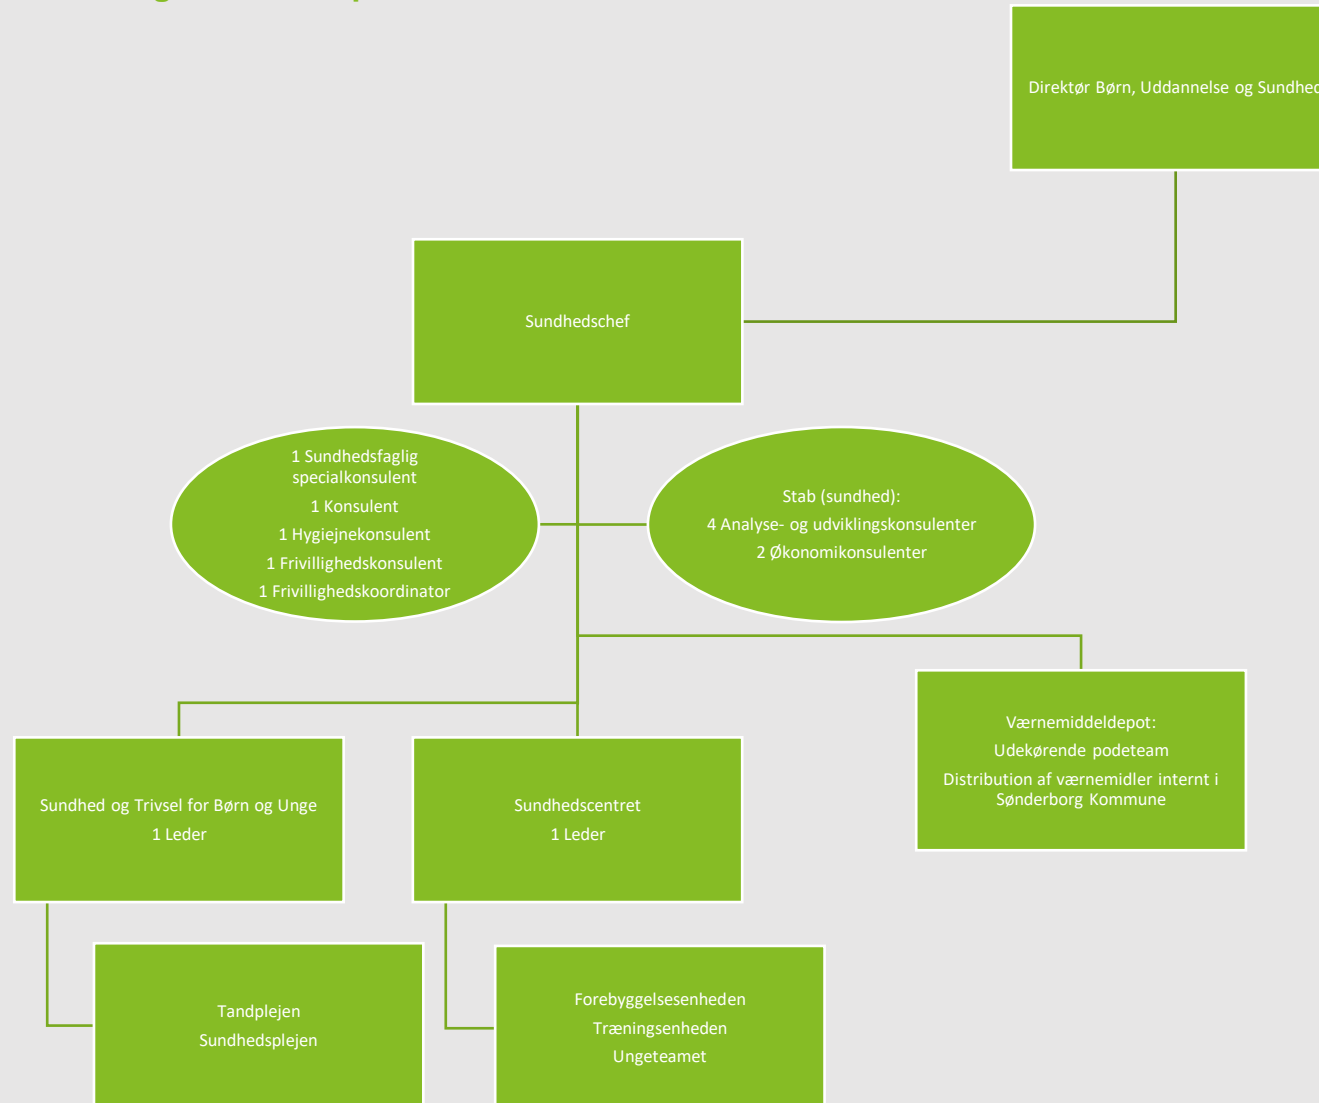 Direktør Børn, Uddannelse og Sundhed
Sundhedschef
1 Sundhedsfaglig
specialkonsulent
1 Konsulent
1 Hygiejnekonsulent
1 Frivillighedskonsulent
1 Frivillighedskoordinator
Stab (sundhed):
4 Analyse- og udviklingskonsulenter
2 Økonomikonsulenter
Værnemiddeldepot:
Udekørende podeteam
Distribution af værnemidler internt i
Sønderborg Kommune
Sundhed og Trivsel for Børn og Unge
1 Leder
Sundhedscentret
1 Leder
Tandplejen
Sundhedsplejen
Forebyggelsesenheden
Træningsenheden
Ungeteamet